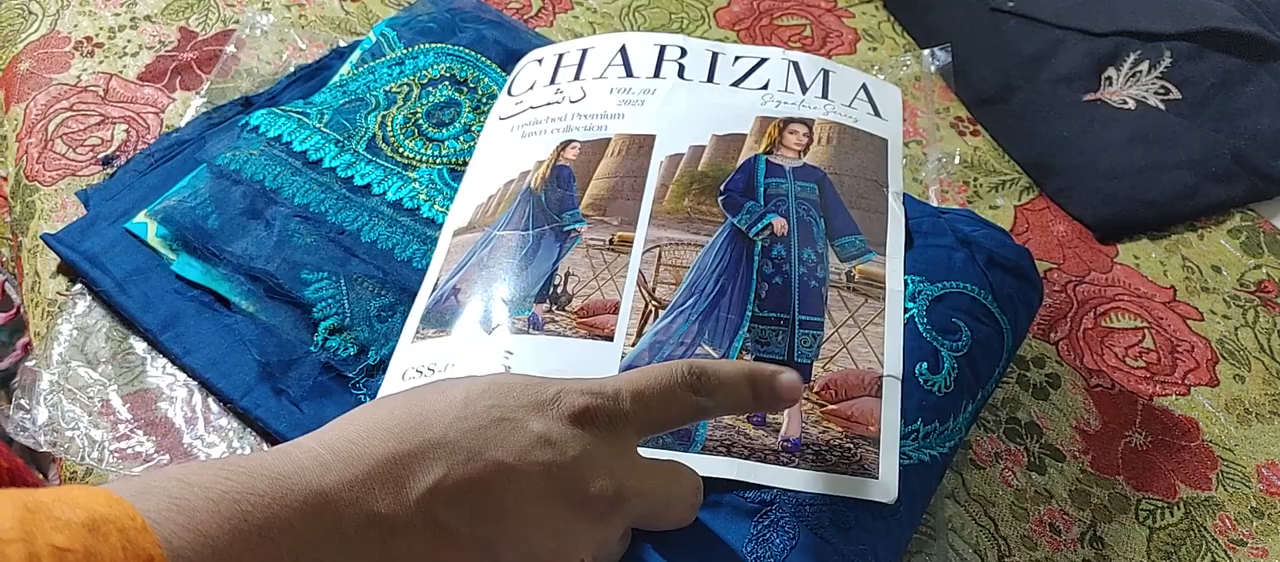 CHARIZMA
دشت
VOL/01
2023
Signature Series
Unstitched Premium
lawn collection